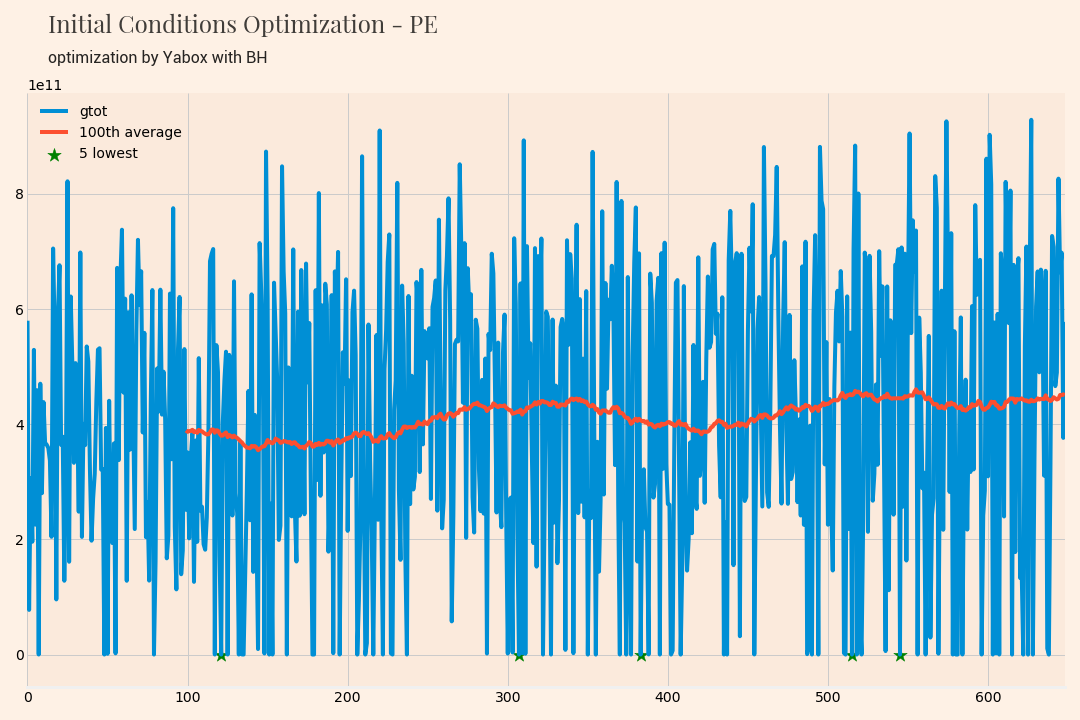 Initial Conditions Optimization - PE
optimization by Yabox with BH
1e11
gtot
100th average
5 lowest
8
6
4
2
0
0 100 200 300 400 500 600